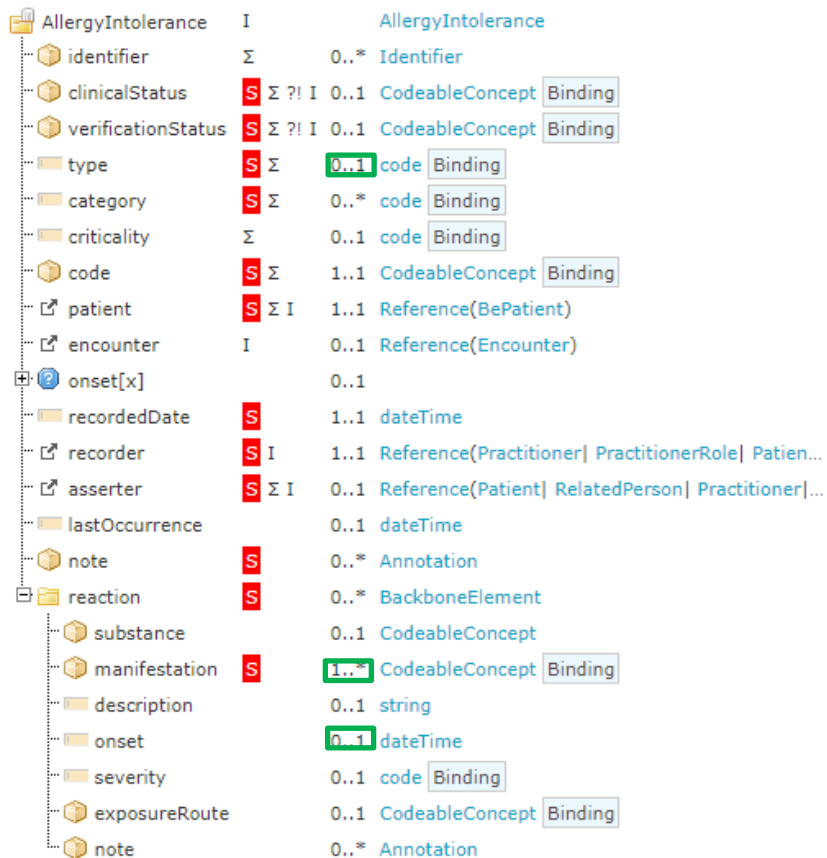 AllergyIntolerance I AllergyIntolerance
identifier Σ 0..* Identifier
clinicalStatus S Σ ?! I 0..1 CodeableConcept Binding
verificationStatus S Σ ?! I 0..1 CodeableConcept Binding
type S Σ 0..1 code Binding
category S Σ 0..* code Binding
criticality Σ 0..1 code Binding
code S Σ 1..1 CodeableConcept Binding
patient S Σ I 1..1 Reference(BePatient)
encounter I 0..1 Reference(Encounter)
onset[x] 0..1
recordedDate S 1..1 dateTime
recorder S I 1..1 Reference(Practitioner| PractitionerRole| Patien...
asserter S Σ I 0..1 Reference(Patient| RelatedPerson| Practitioner|...
lastOccurrence 0..1 dateTime
note S 0..* Annotation
reaction S 0..* BackboneElement
substance 0..1 CodeableConcept
manifestation S 1..* CodeableConcept Binding
description 0..1 string
onset 0..1 dateTime
severity 0..1 code Binding
exposureRoute 0..1 CodeableConcept Binding
note 0..* Annotation